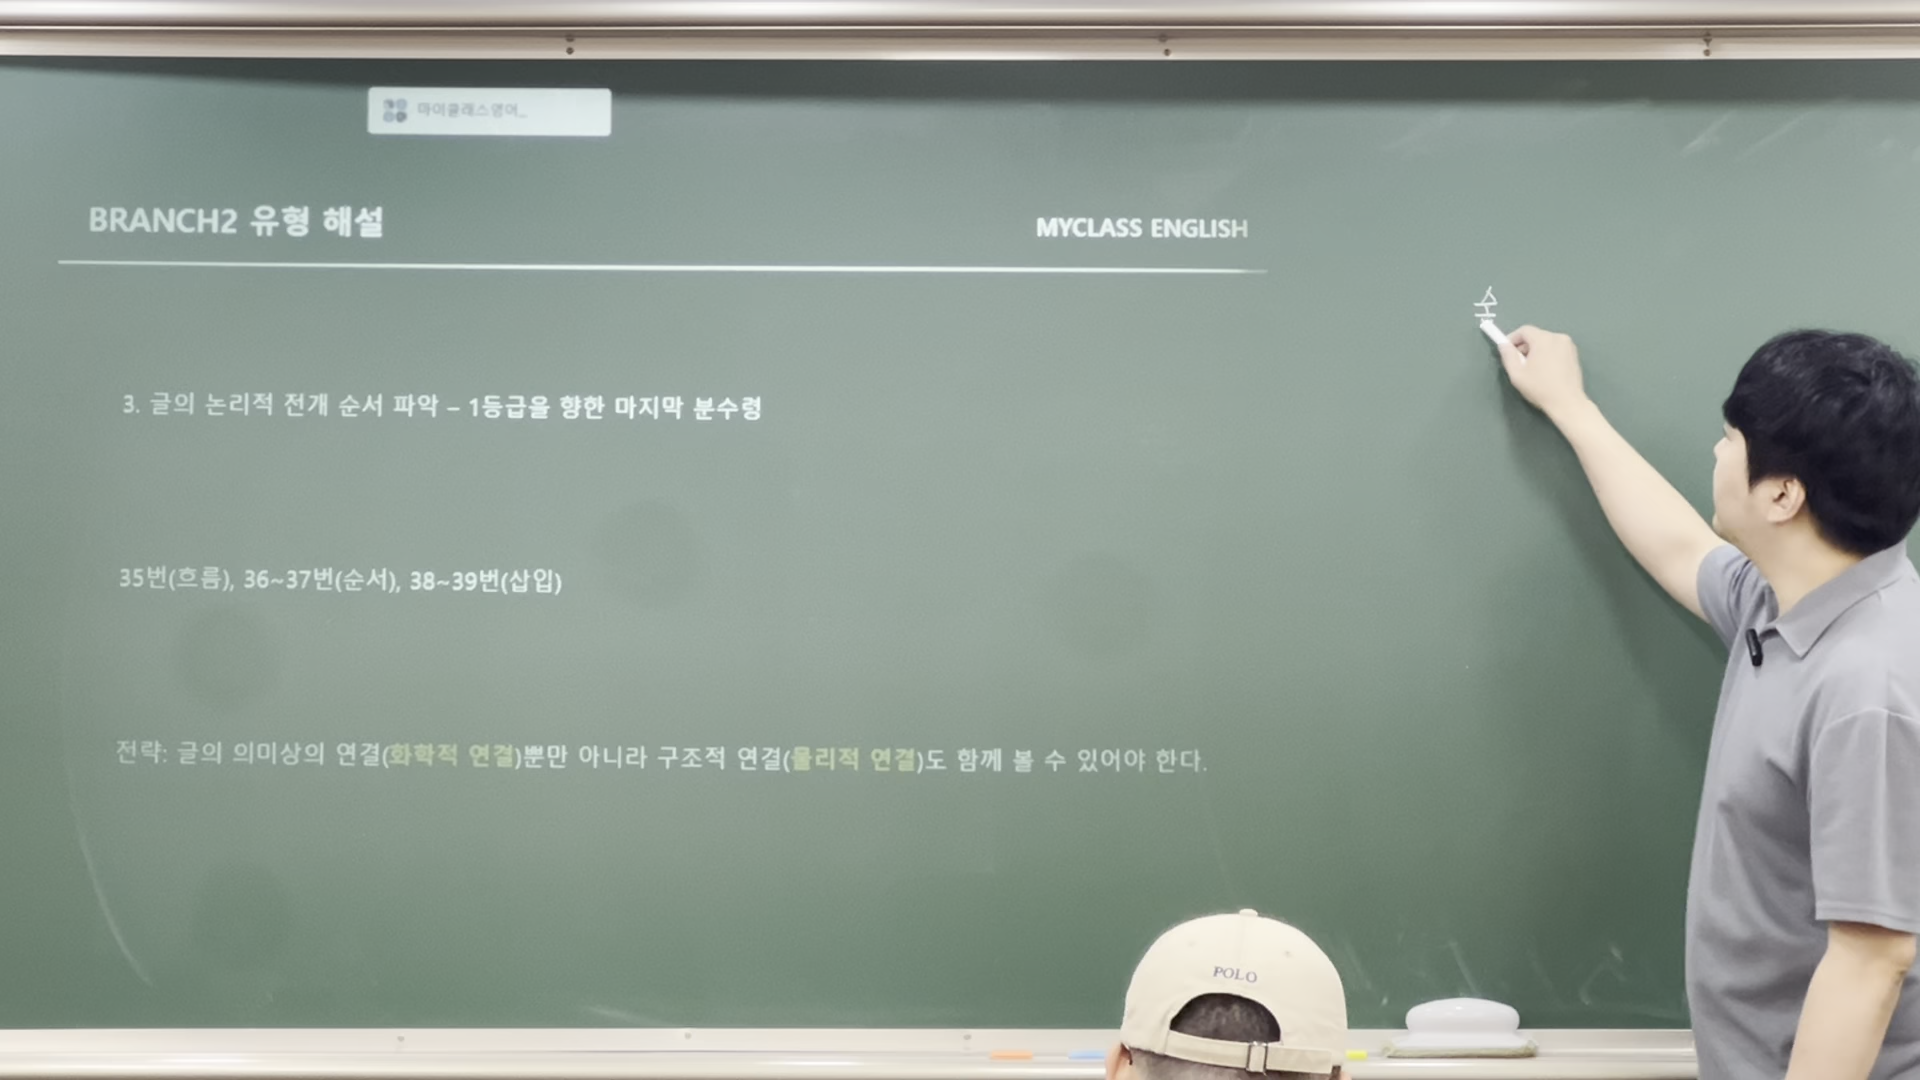 마이클래스영어_
BRANCH2 유형 해설
MYCLASS ENGLISH
3. 글의 논리적 전개 순서 파악 – 1등급을 향한 마지막 분수령
35번(흐름), 36~37번(순서), 38~39번(삽입)
전략: 글의 의미상의 연결(화학적 연결)뿐만 아니라 구조적 연결(물리적 연결)도 함께 볼 수 있어야 한다.
POLO